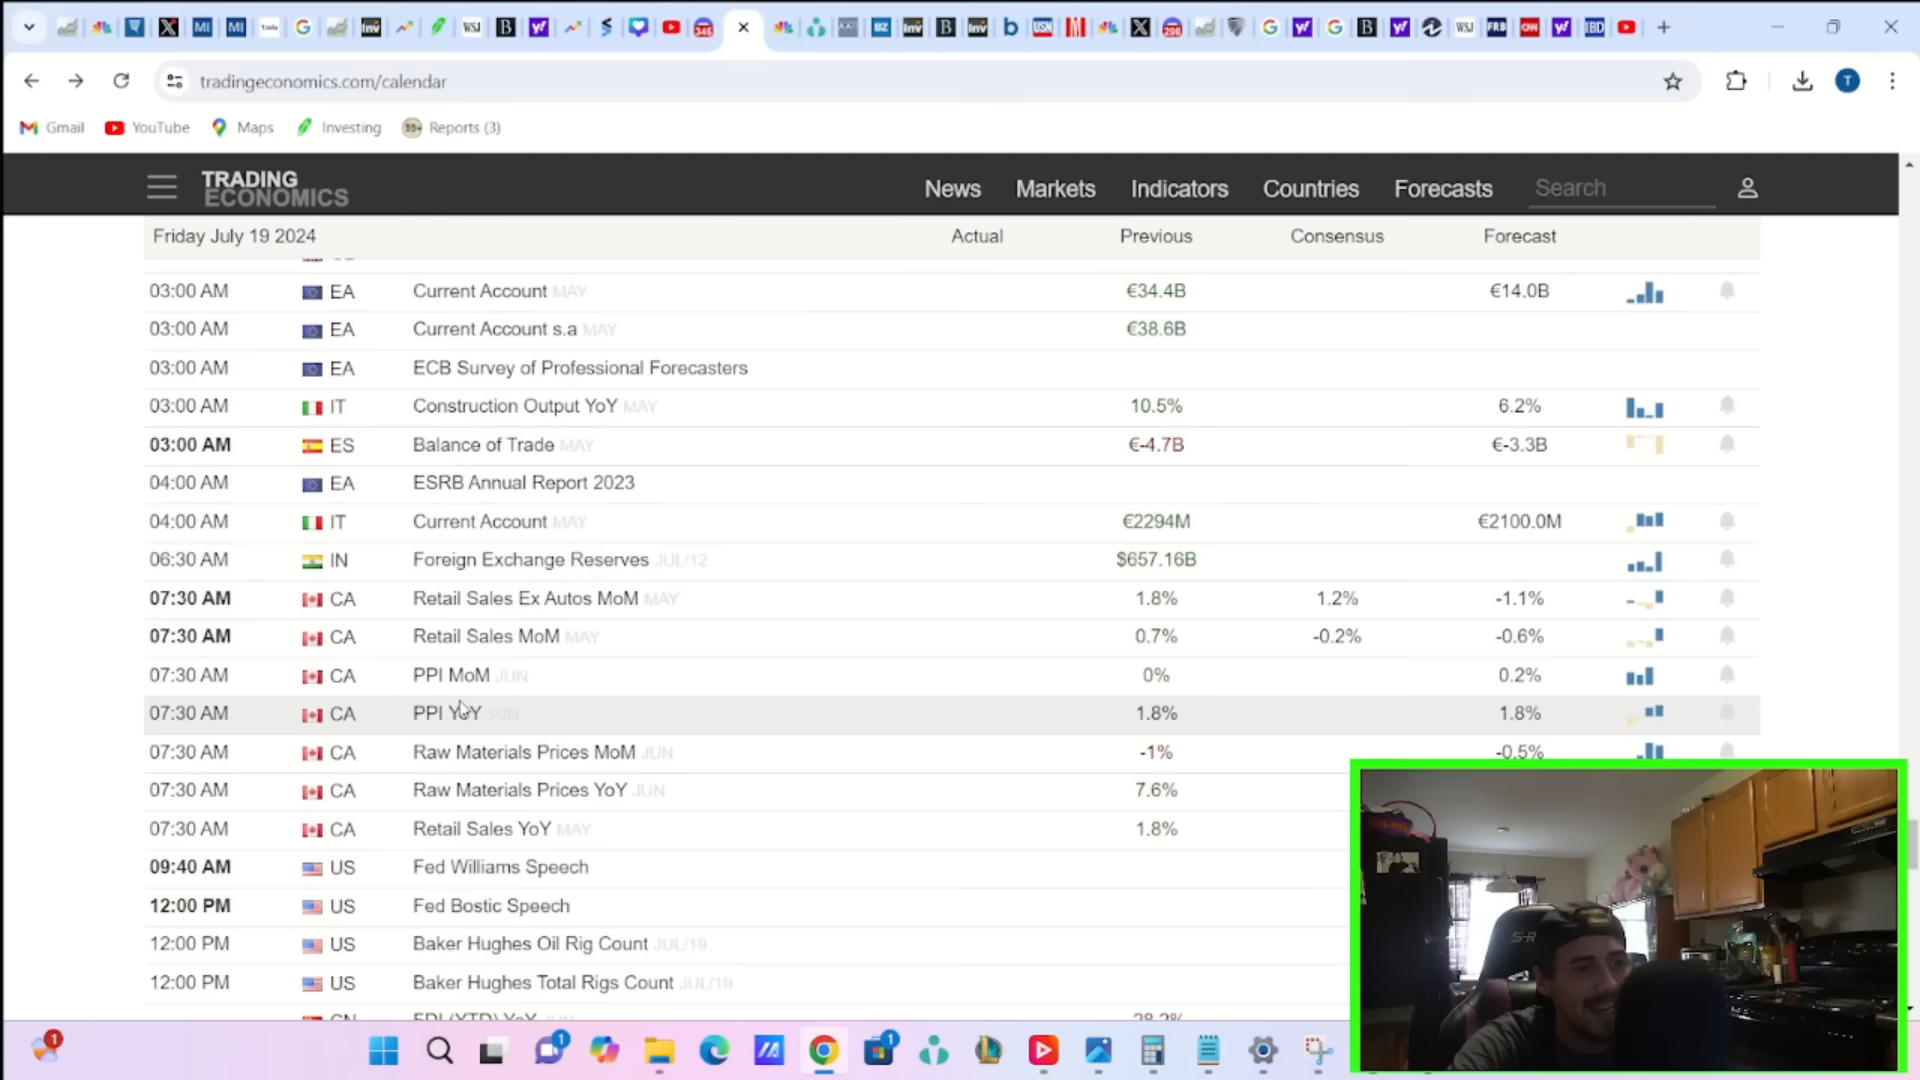 tradingeconomics.com/calendar
Gmail YouTube Maps Investing Reports (3)
TRADING
ECONOMICS
News Markets Indicators Countries Forecasts Search
Friday July 19 2024 Actual Previous Consensus Forecast
03:00 AM EA Current Account MAY €34.4B €14.0B
03:00 AM EA Current Account s.a MAY €38.6B
03:00 AM EA ECB Survey of Professional Forecasters
03:00 AM IT Construction Output YoY MAY 10.5% 6.2%
03:00 AM ES Balance of Trade MAY €-4.7B €-3.3B
04:00 AM EA ESRB Annual Report 2023
04:00 AM IT Current Account MAY €2294M €2100.0M
06:30 AM IN Foreign Exchange Reserves JUL/12 $657.16B
07:30 AM CA Retail Sales Ex Autos MoM MAY 1.8% 1.2% -1.1%
07:30 AM CA Retail Sales MoM MAY 0.7% -0.2% -0.6%
07:30 AM CA PPI MoM JUN 0% 0.2%
07:30 AM CA PPI YoY JUN 1.8% 1.8%
07:30 AM CA Raw Materials Prices MoM JUN -1% -0.5%
07:30 AM CA Raw Materials Prices YoY JUN 7.6%
07:30 AM CA Retail Sales YoY MAY 1.8%
09:40 AM US Fed Williams Speech
12:00 PM US Fed Bostic Speech
12:00 PM US Baker Hughes Oil Rig Count JUL/19
12:00 PM US Baker Hughes Total Rigs Count JUL/19
CN FDI (YTD) YoY JUN -28.2%